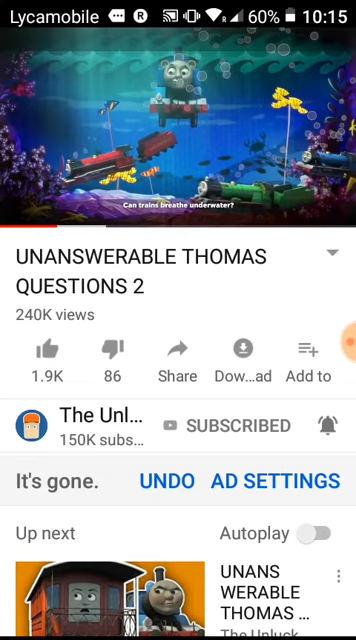 Lycamobile 60% 10:15
Can trains breathe underwater?
UNANSWERABLE THOMAS
QUESTIONS 2
240K views
1.9K 86 Share Dow...ad Add to
The Unl...
SUBSCRIBED
150K subs...
It's gone. UNDO AD SETTINGS
Up next Autoplay
UNANS
WERABLE
THOMAS ...
The Unluck